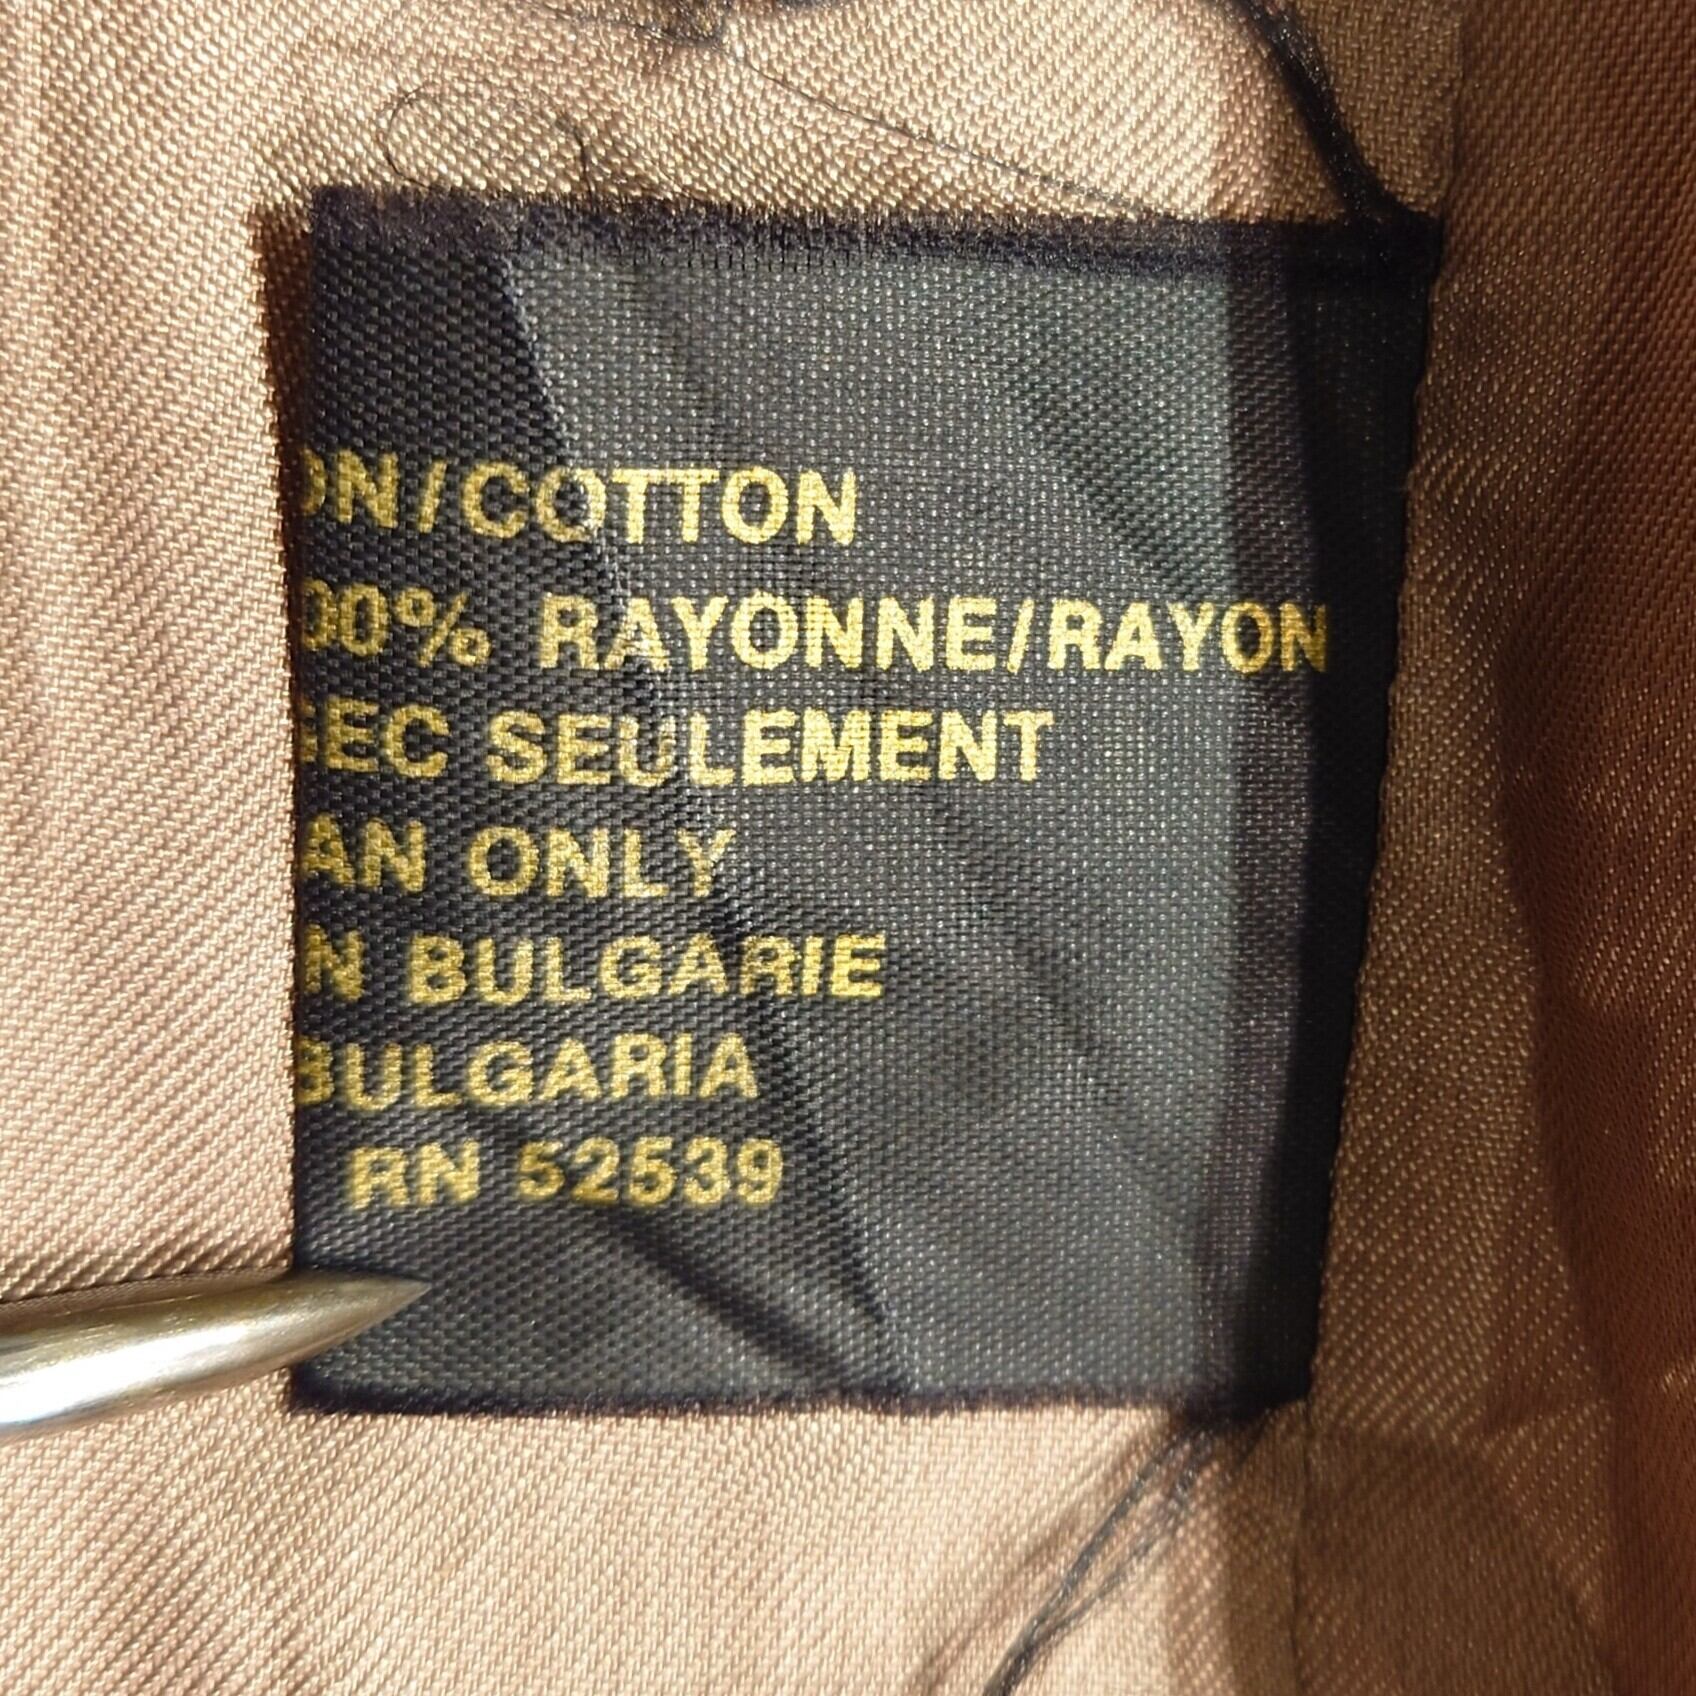 ON/COTTON
00% RAYONNE/RAYON
SEC SEULEMENT
AN ONLY
N BULGARIE
BULGARIA
RN 52539